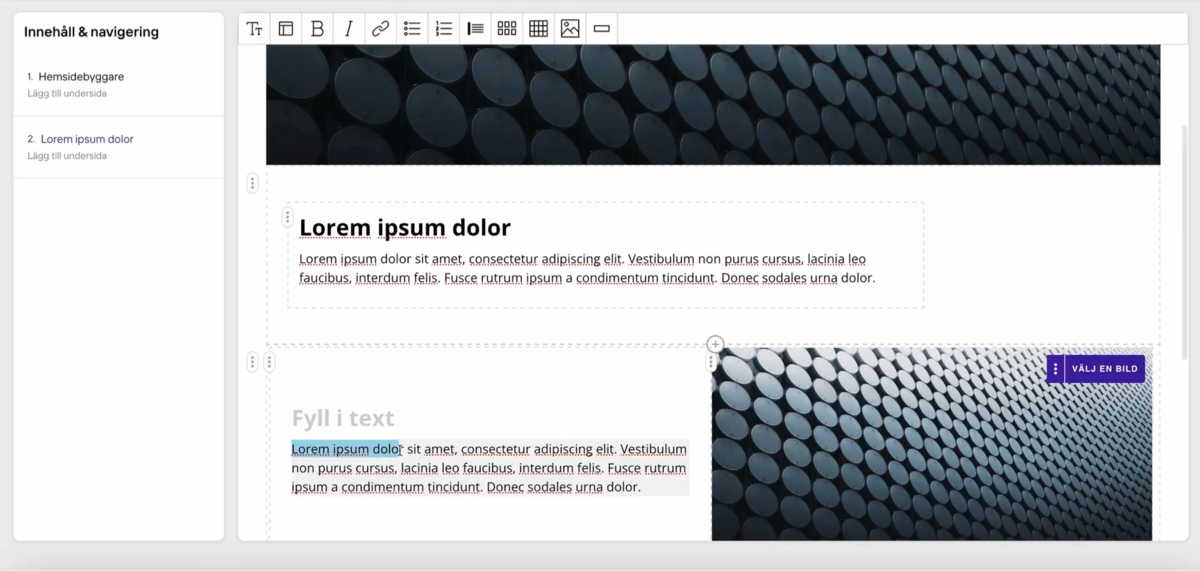 Innehåll & navigering
1. Hemsidebyggare
Lägg till undersida
2. Lorem ipsum dolor
Lägg till undersida
Lorem ipsum dolor
Lorem ipsum dolor sit amet, consectetur adipiscing elit. Vestibulum non purus cursus, lacinia leo
faucibus, interdum felis. Fusce rutrum ipsum a condimentum tincidunt. Donec sodales urna dolor.
VÄLJ EN BILD
Fyll i text
Lorem ipsum dolor sit amet, consectetur adipiscing elit. Vestibulum
non purus cursus, lacinia leo faucibus, interdum felis. Fusce rutrum
ipsum a condimentum tincidunt. Donec sodales urna dolor.